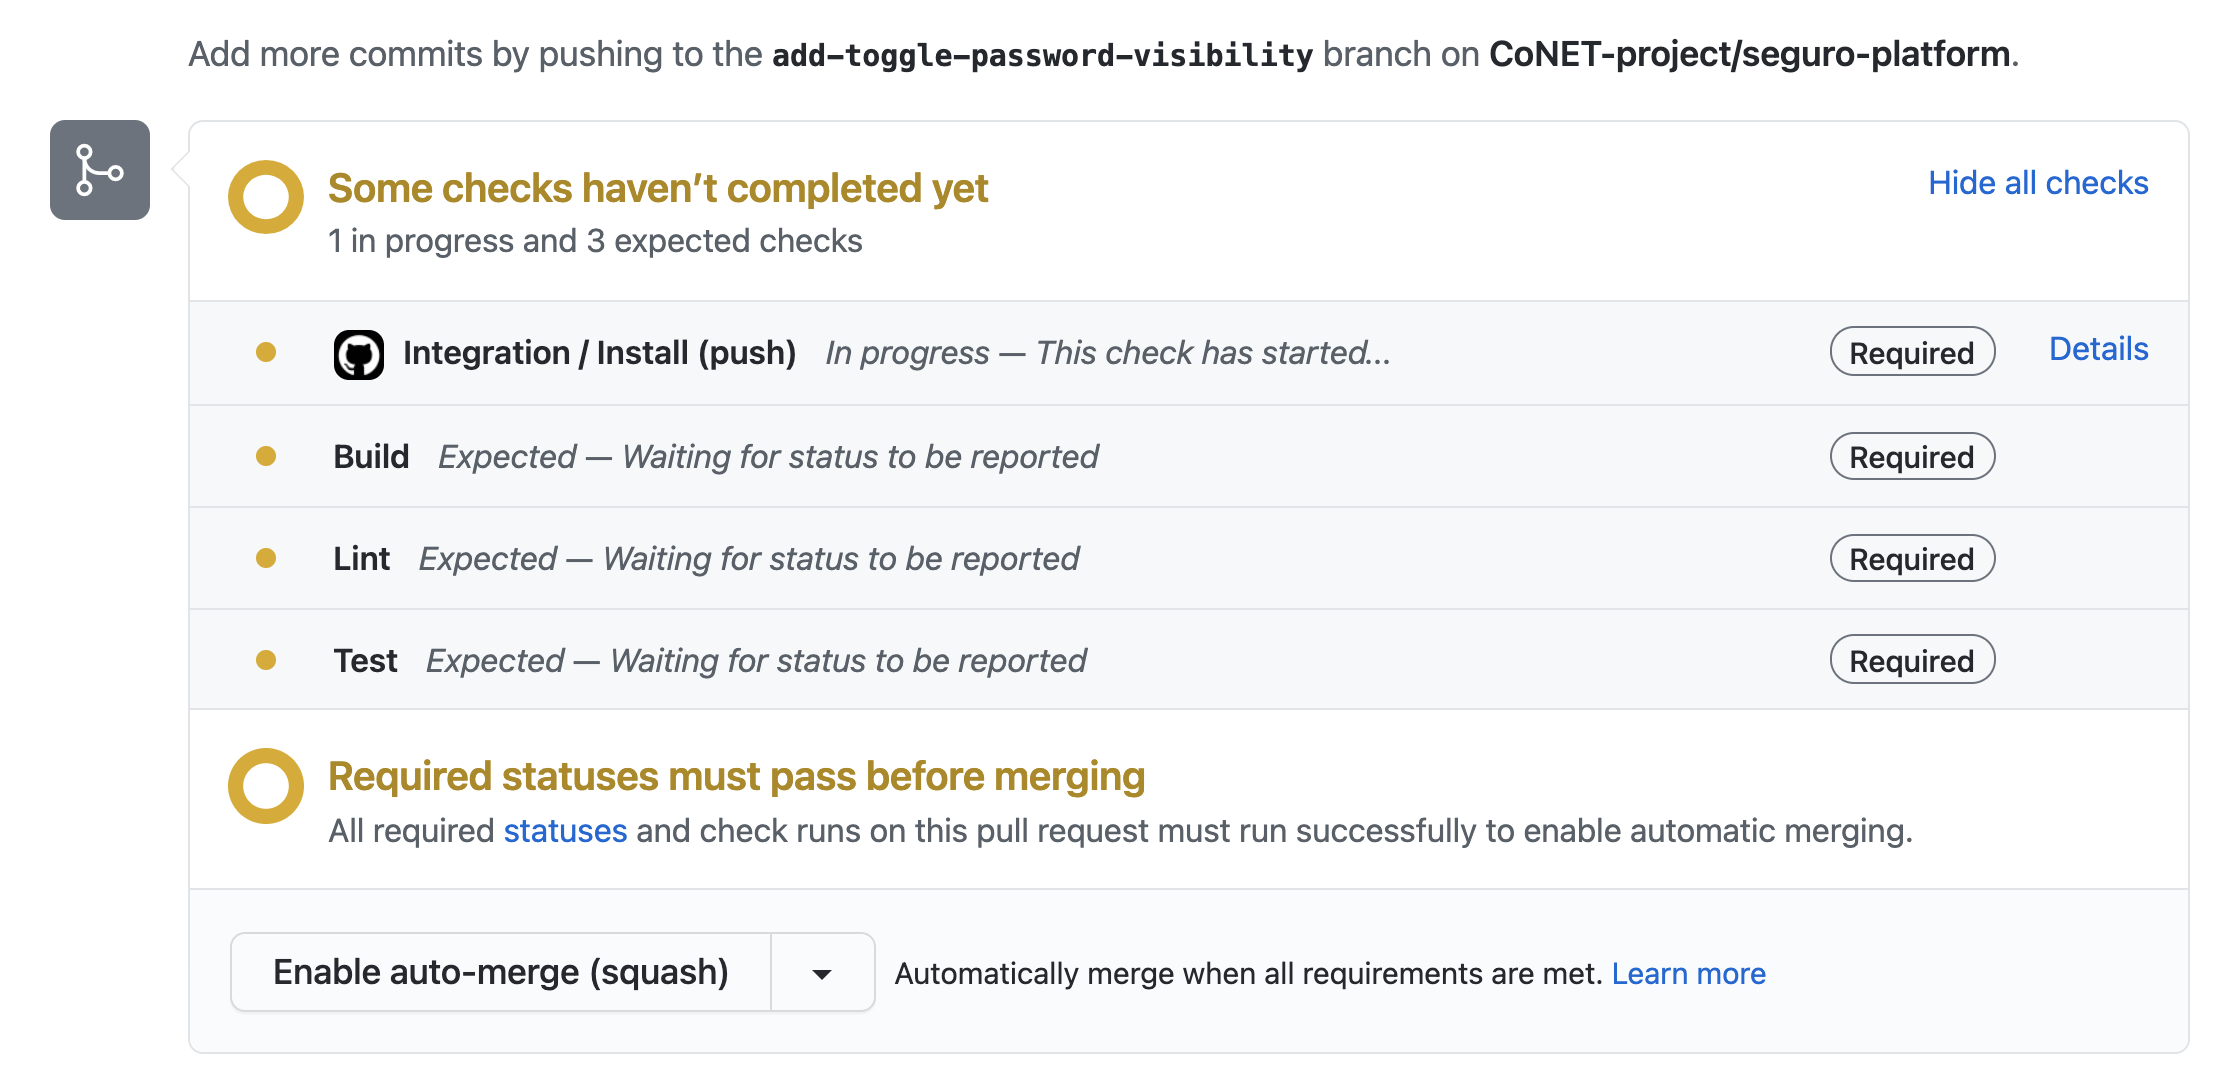 Add more commits by pushing to the add-toggle-password-visibility branch on CoNET-project/seguro-platform.
Some checks haven’t completed yet
Hide all checks
1 in progress and 3 expected checks
Integration / Install (push) In progress — This check has started... Required Details
Build Expected — Waiting for status to be reported Required
Lint Expected — Waiting for status to be reported Required
Test Expected — Waiting for status to be reported Required
Required statuses must pass before merging
All required statuses and check runs on this pull request must run successfully to enable automatic merging.
Enable auto-merge (squash) Automatically merge when all requirements are met. Learn more